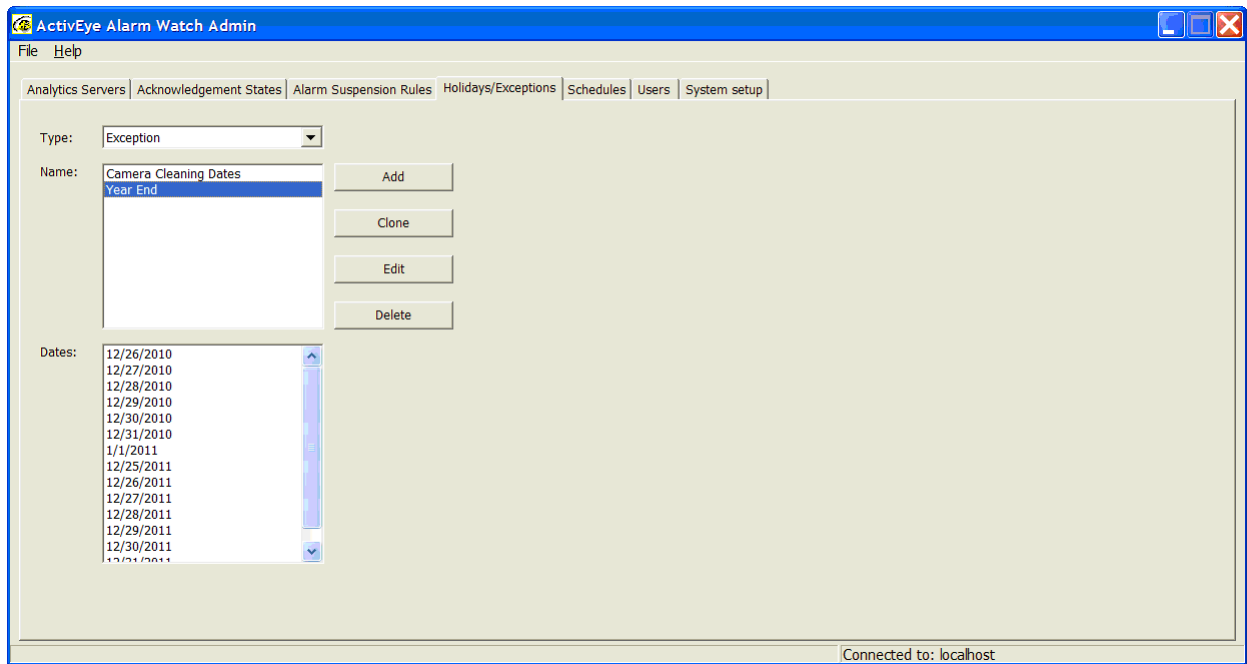 ActivEye Alarm Watch Admin
File Help
Analytics Servers Acknowledgement States Alarm Suspension Rules Holidays/Exceptions Schedules Users System setup
Type: Exception
Name: Camera Cleaning Dates
Year End
Add
Clone
Edit
Delete
Dates: 12/26/2010
12/27/2010
12/28/2010
12/29/2010
12/30/2010
12/31/2010
1/1/2011
12/25/2011
12/26/2011
12/27/2011
12/28/2011
12/29/2011
12/30/2011
12/31/2011
Connected to: localhost